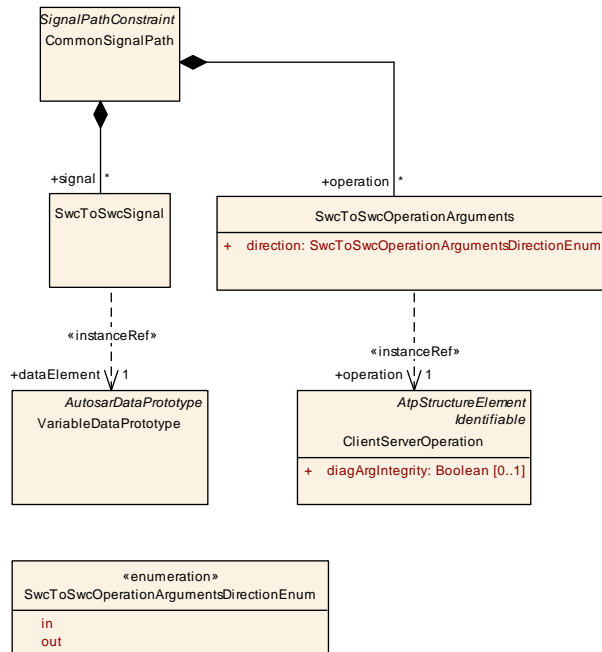 SignalPathConstraint
CommonSignalPath
+signal *
+operation *
SwcToSwcSignal
SwcToSwcOperationArguments
+ direction: SwcToSwcOperationArgumentsDirectionEnum
«instanceRef»
«instanceRef»
+dataElement 1
+operation 1
AutosarDataPrototype
VariableDataPrototype
AtpStructureElement
Identifiable
ClientServerOperation
+ diagArgIntegrity: Boolean [0..1]
«enumeration»
SwcToSwcOperationArgumentsDirectionEnum
in
out